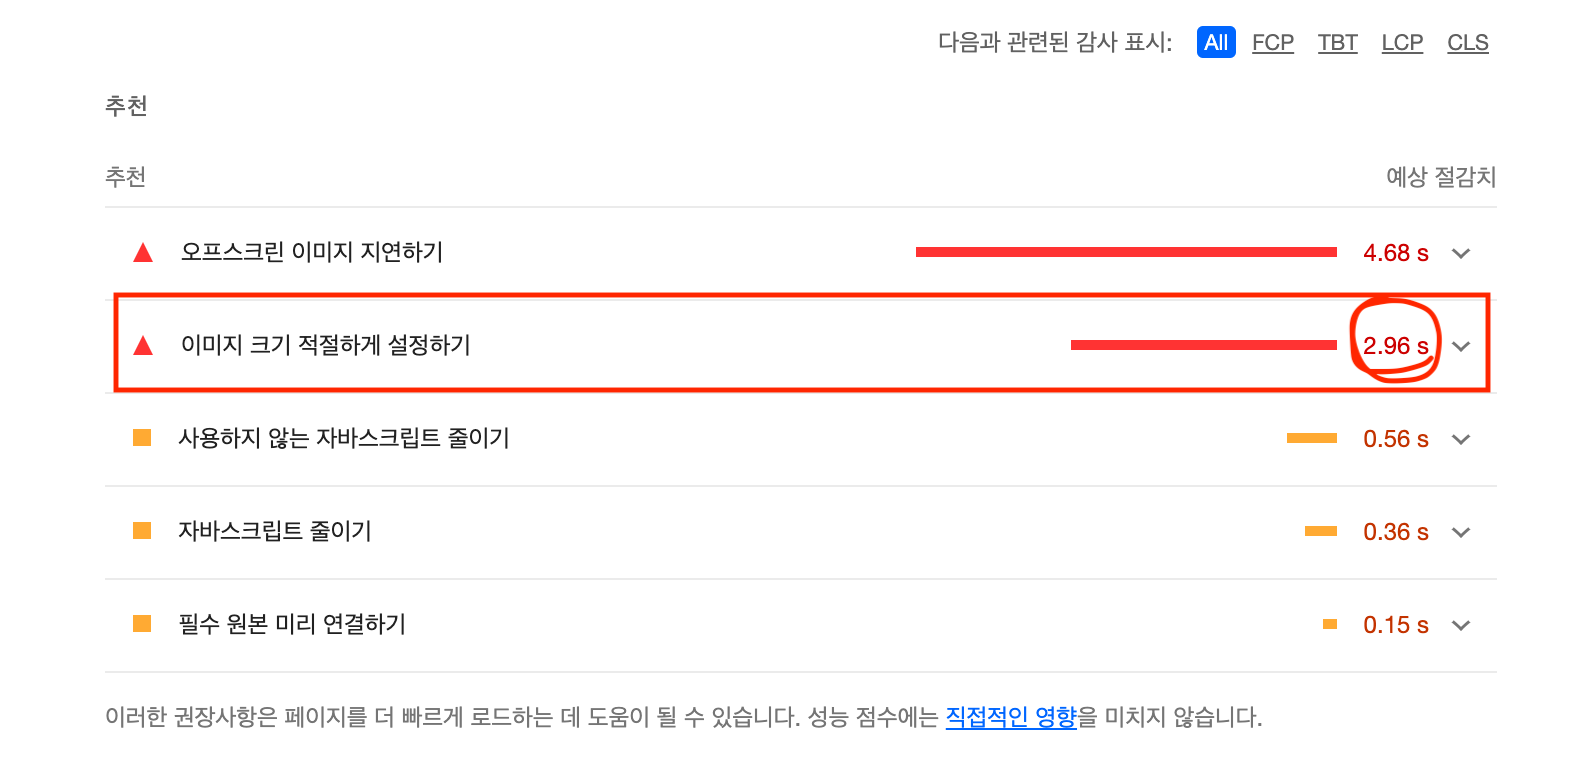 다음과 관련된 감사 표시: All FCP TBT LCP CLS
추천
추천 예상 절감치
오프스크린 이미지 지연하기 4.68 s
이미지 크기 적절하게 설정하기 2.96 s
사용하지 않는 자바스크립트 줄이기 0.56 s
자바스크립트 줄이기 0.36 s
필수 원본 미리 연결하기 0.15 s
이러한 권장사항은 페이지를 더 빠르게 로드하는 데 도움이 될 수 있습니다. 성능 점수에는 직접적인 영향을 미치지 않습니다.